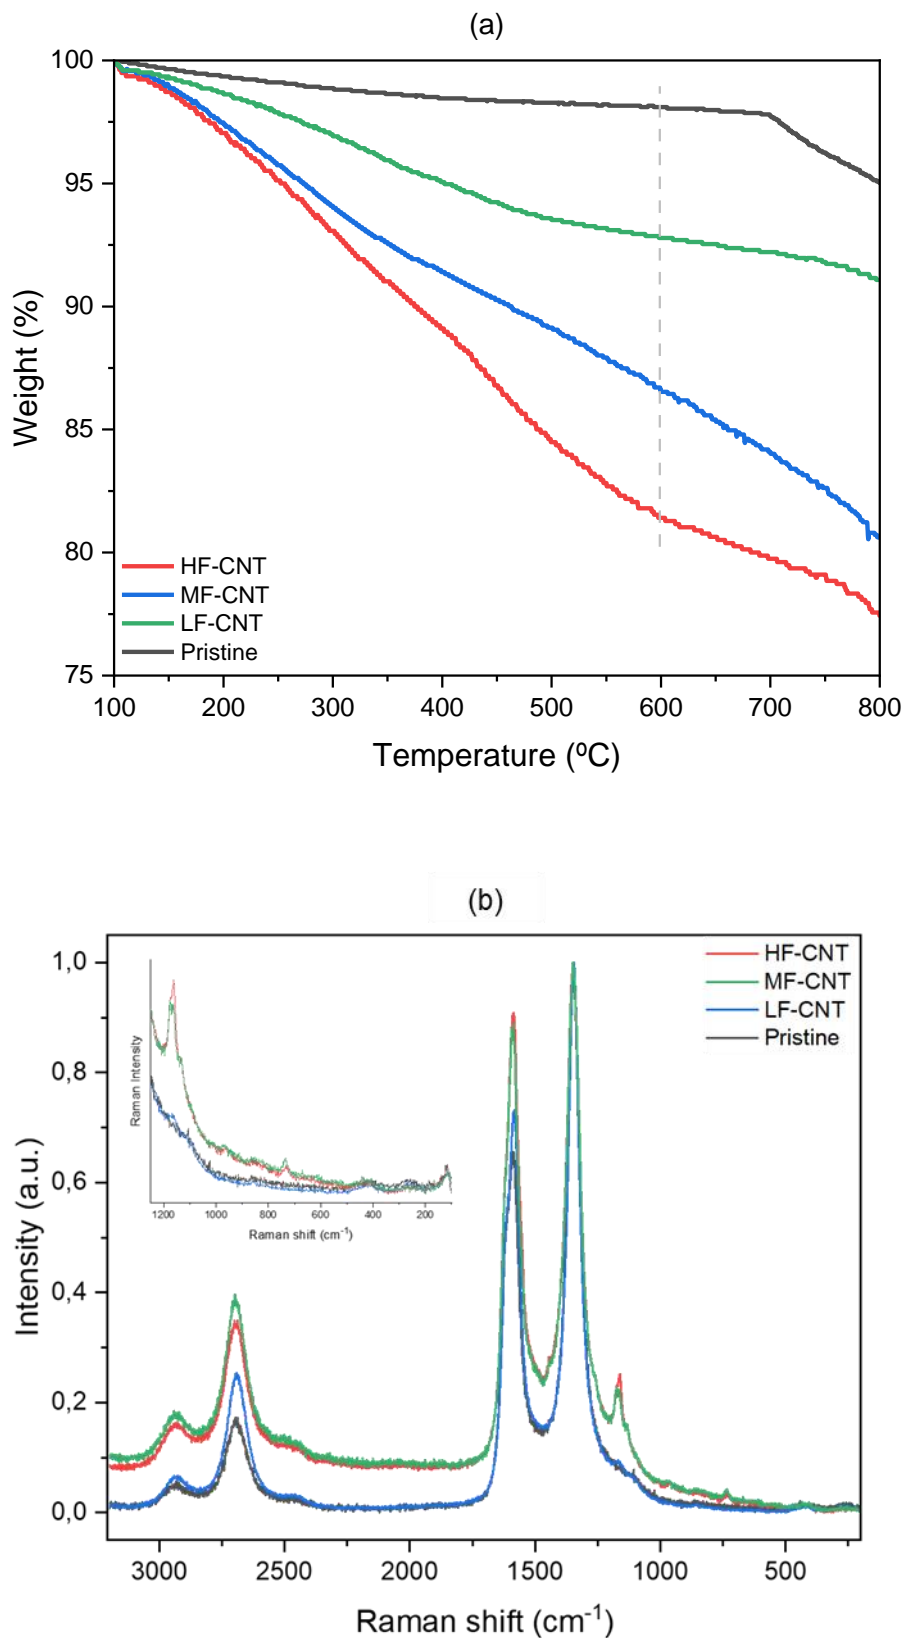 (a)
100
95
90
85
80
75
Weight (%)
HF-CNT
MF-CNT
LF-CNT
Pristine
100 200 300 400 500 600 700 800
Temperature (ºC)
(b)
1,0
0,8
0,6
0,4
0,2
0,0
Intensity (a.u.)
HF-CNT
MF-CNT
LF-CNT
Pristine
Raman Intensity
1200 1000 800 600 400 200
Raman shift (cm⁻¹)
3000 2500 2000 1500 1000 500
Raman shift (cm⁻¹)